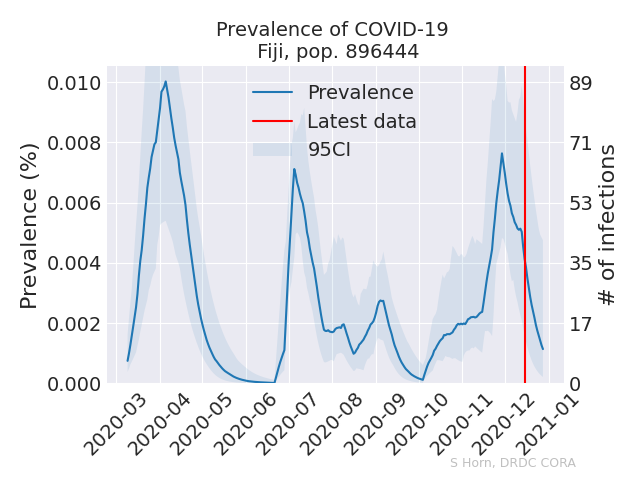 Prevalence of COVID-19
Fiji, pop. 896444
Prevalence (%)
0.010
0.008
0.006
0.004
0.002
0.000
Prevalence
Latest data
95CI
89
71
53
35
17
0
# of infections
2020-03
2020-04
2020-05
2020-06
2020-07
2020-08
2020-09
2020-10
2020-11
2020-12
2021-01
S Horn, DRDC CORA